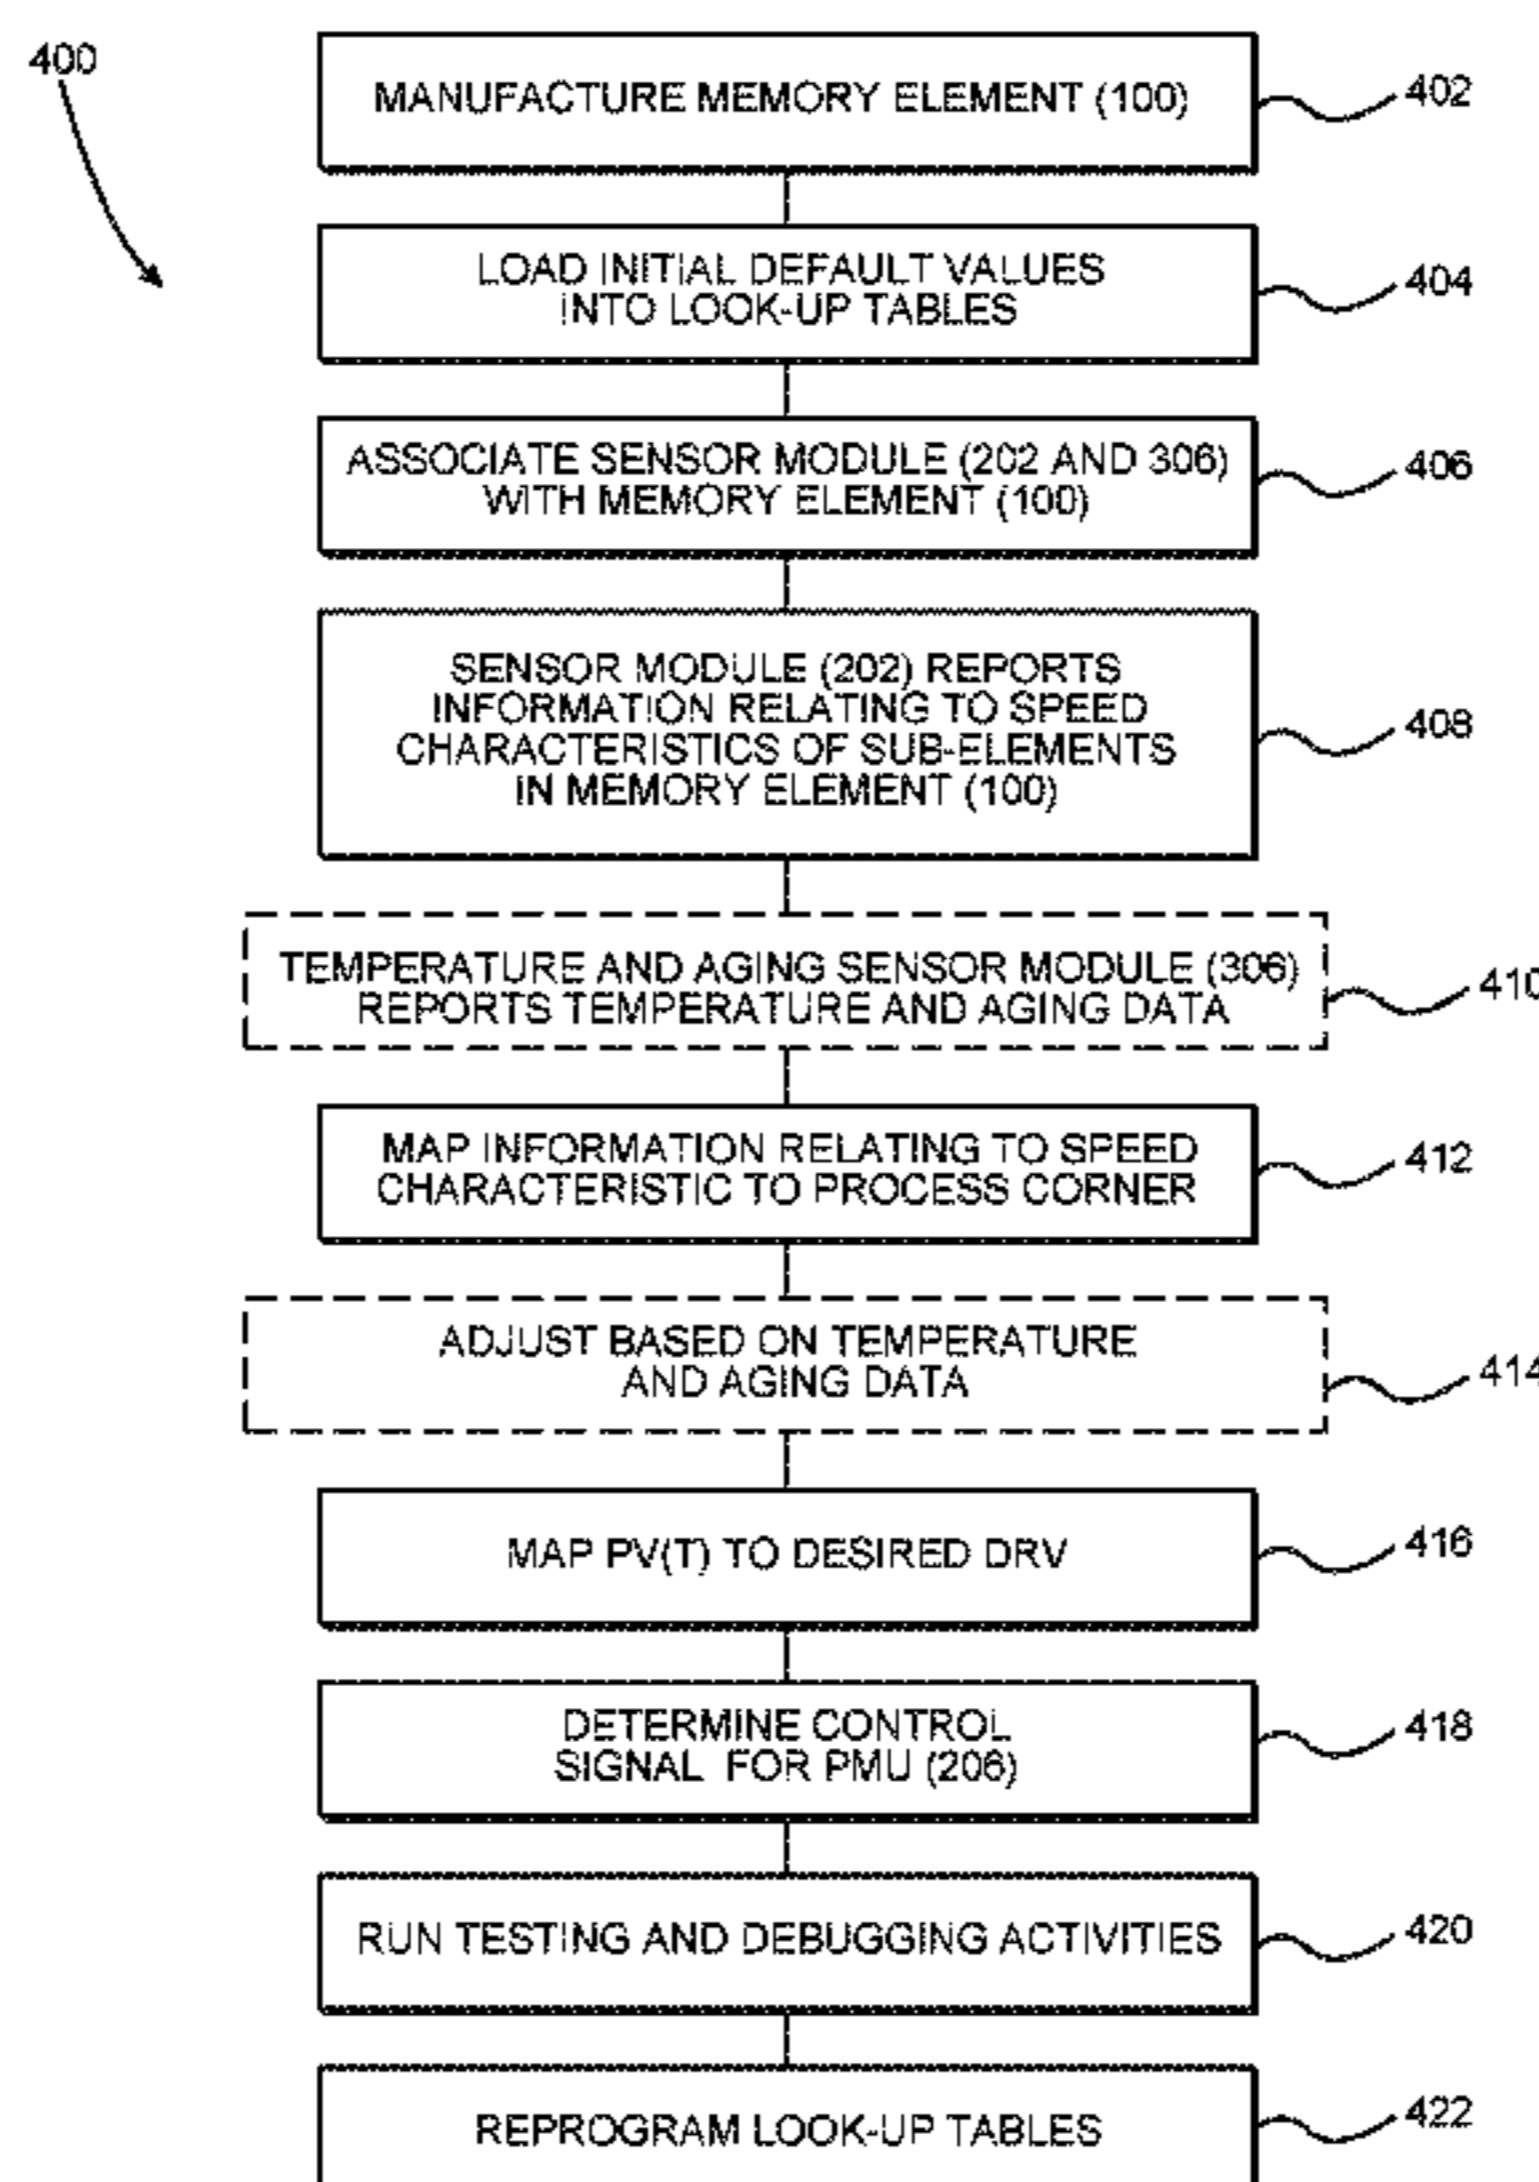 400
MANUFACTURE MEMORY ELEMENT (100)
402
LOAD INITIAL DEFAULT VALUES
INTO LOOK-UP TABLES
404
ASSOCIATE SENSOR MODULE (202 AND 306)
WITH MEMORY ELEMENT (100)
406
SENSOR MODULE (202) REPORTS
INFORMATION RELATING TO SPEED
CHARACTERISTICS OF SUB-ELEMENTS
IN MEMORY ELEMENT (100)
408
TEMPERATURE AND AGING SENSOR MODULE (306)
REPORTS TEMPERATURE AND AGING DATA
410
MAP INFORMATION RELATING TO SPEED
CHARACTERISTIC TO PROCESS CORNER
412
ADJUST BASED ON TEMPERATURE
AND AGING DATA
414
MAP PV(T) TO DESIRED DRV
416
DETERMINE CONTROL
SIGNAL FOR PMU (206)
418
RUN TESTING AND DEBUGGING ACTIVITIES
420
REPROGRAM LOOK-UP TABLES
422